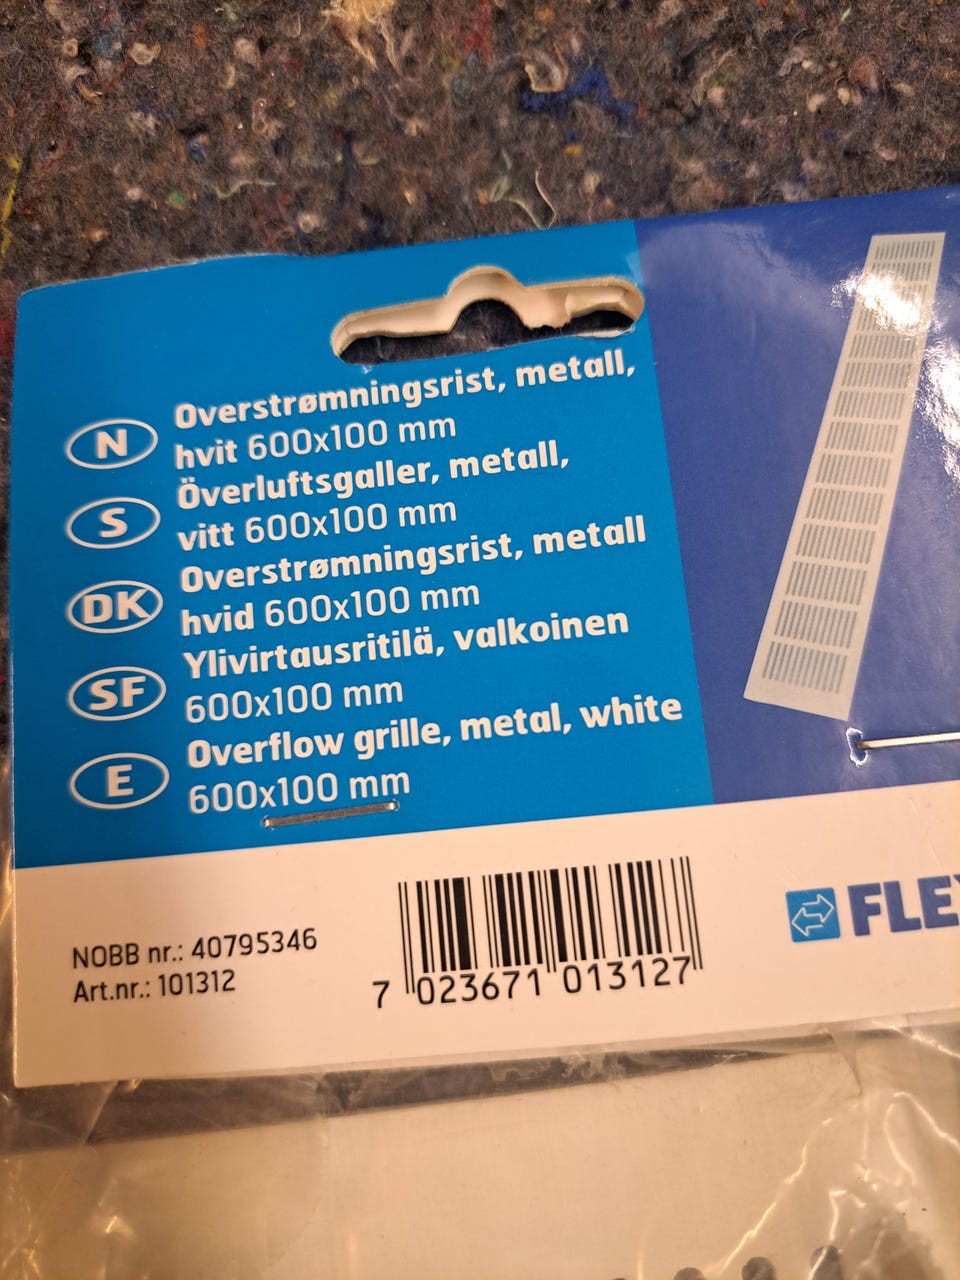 N
Overstrømningsrist, metall,
hvit 600x100 mm
S
Överluftsgaller, metall,
vitt 600x100 mm
DK
Overstrømningsrist, metall
hvid 600x100 mm
SF
Ylivirtausritilä, valkoinen
600x100 mm
E
Overflow grille, metal, white
600x100 mm
NOBB nr.: 40795346
Art.nr.: 101312
7 023671 013127